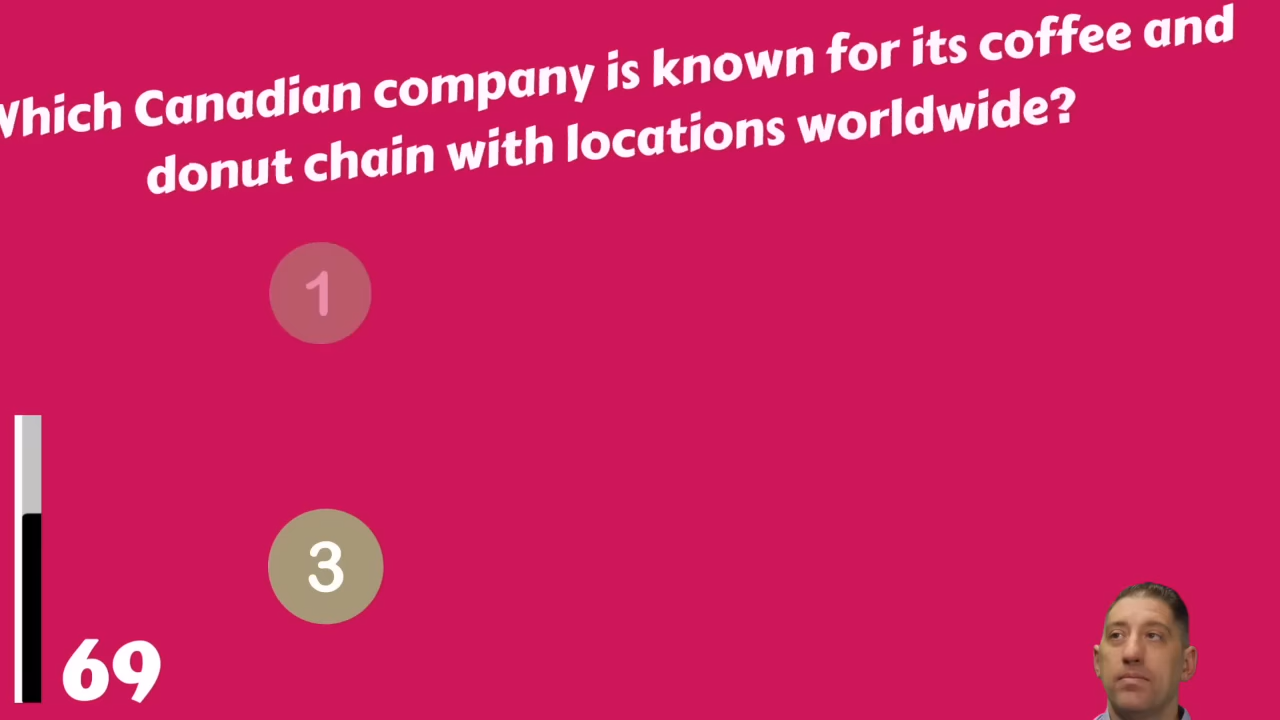 Which Canadian company is known for its coffee and
donut chain with locations worldwide?
1
3
69